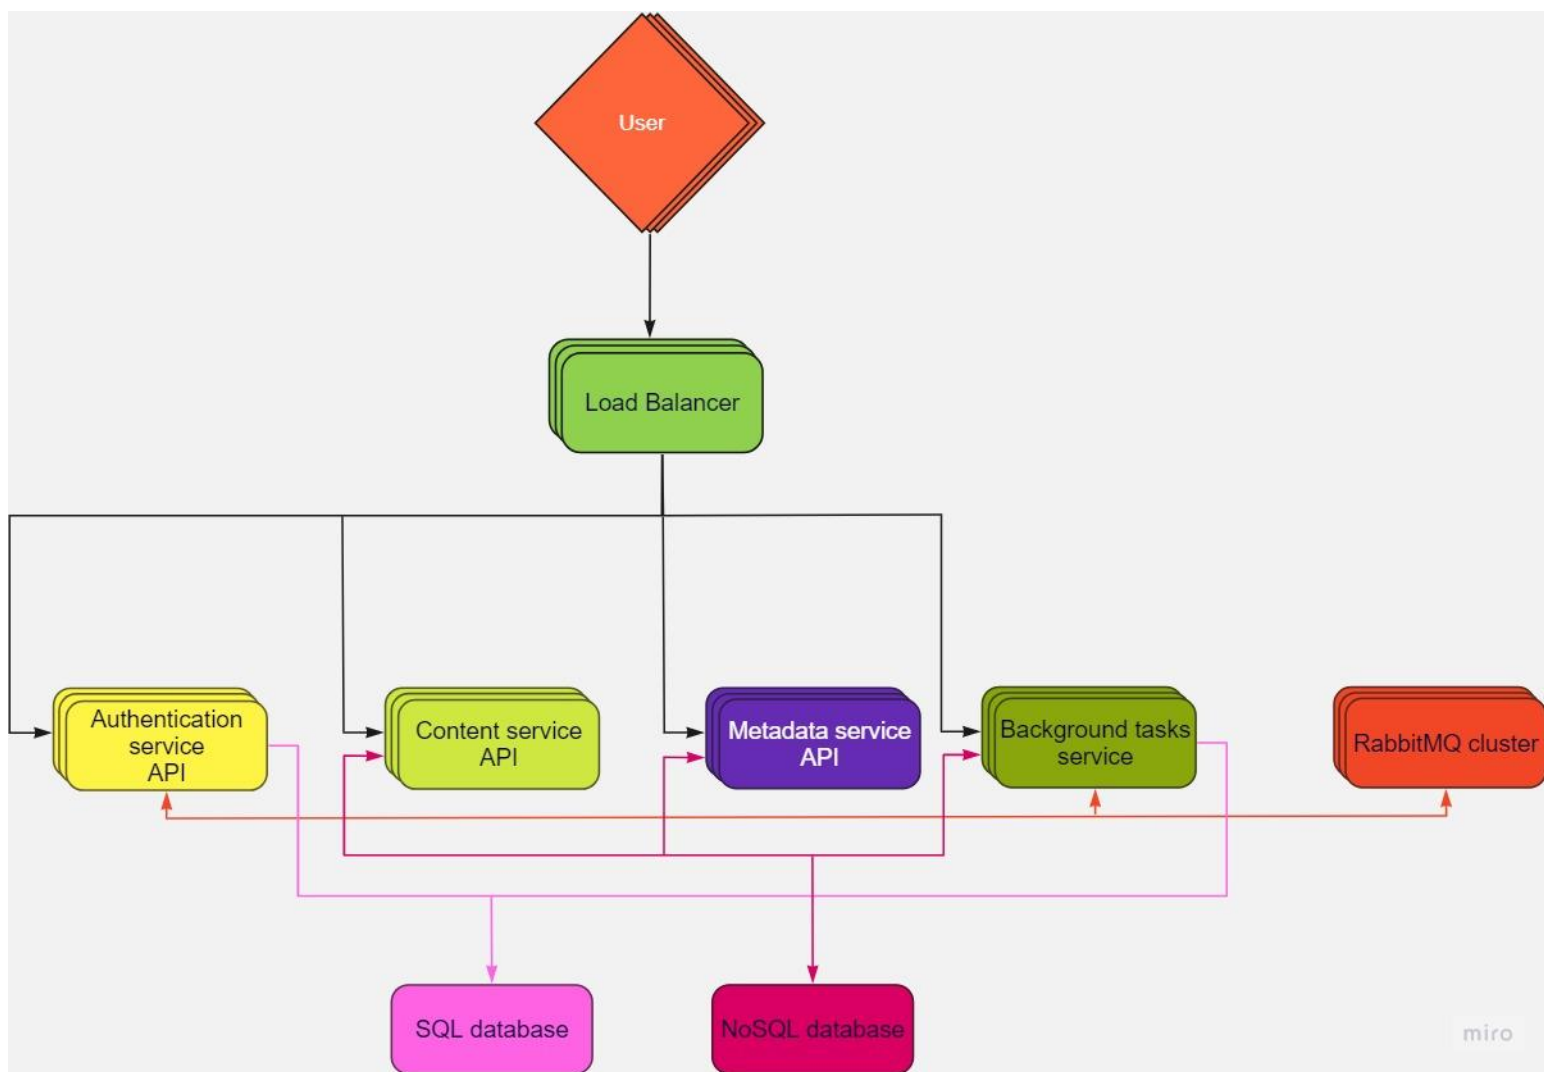 User
Load Balancer
Authentication
service
API
Content service
API
Metadata service
API
Background tasks
service
RabbitMQ cluster
SQL database
NoSQL database
miro